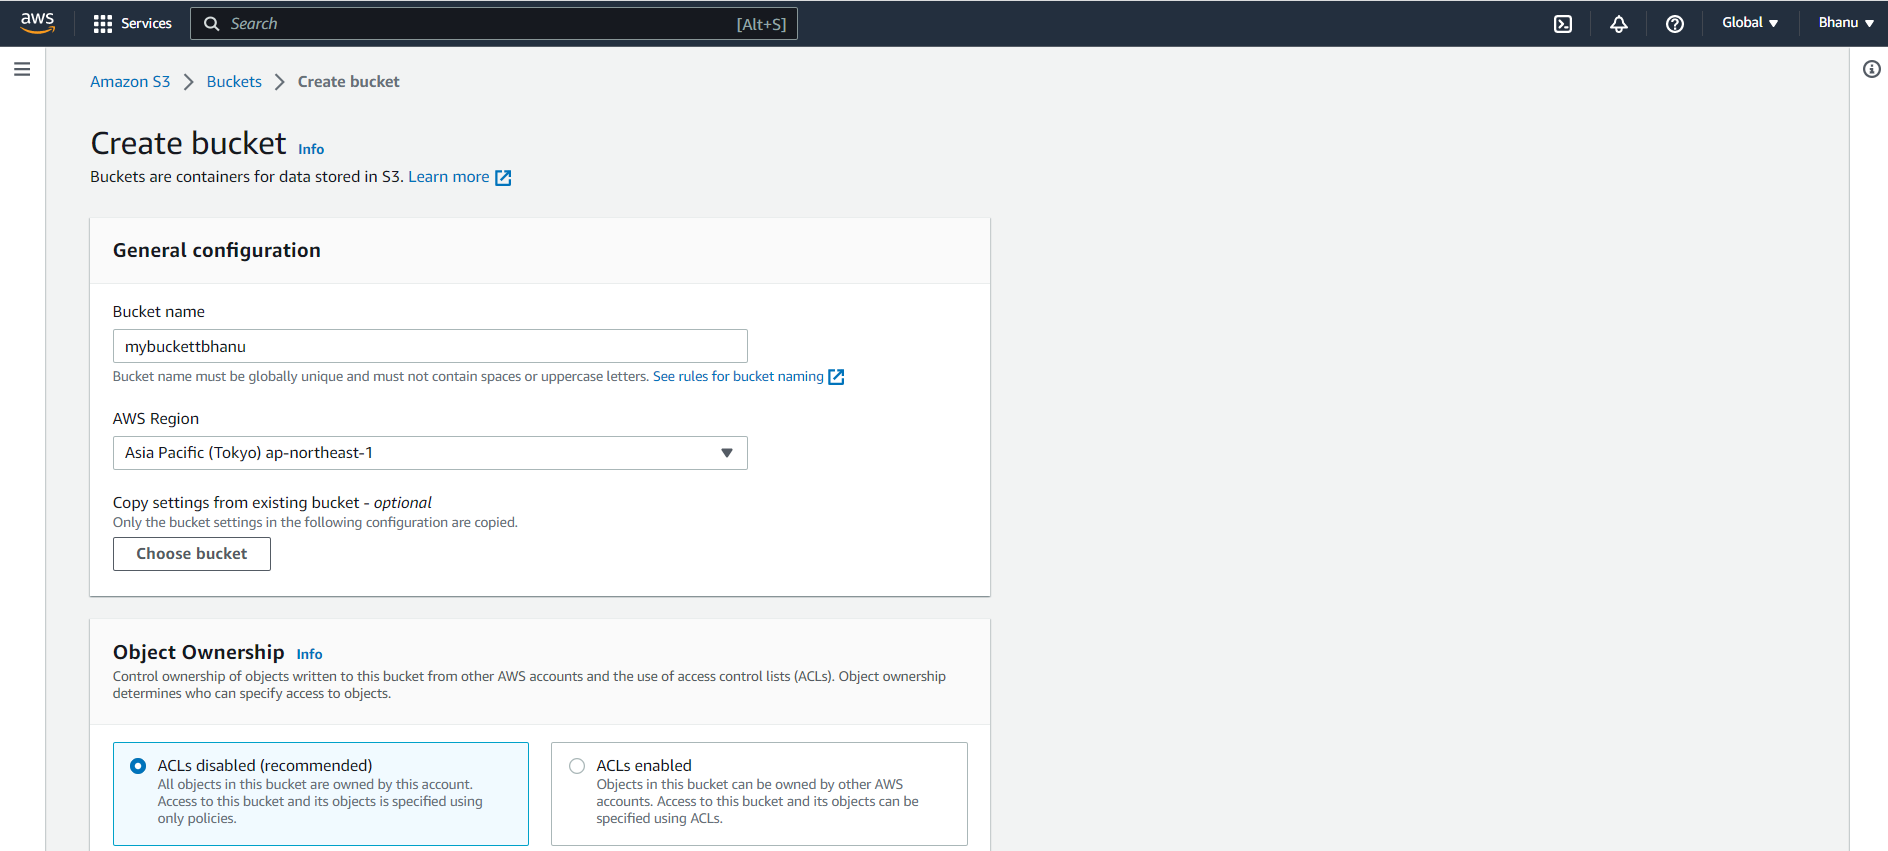 aws Services Search [Alt+S] Global Bhanu
Amazon S3 Buckets Create bucket
Create bucket Info
Buckets are containers for data stored in S3. Learn more
General configuration
Bucket name
mybuckettbhanu
Bucket name must be globally unique and must not contain spaces or uppercase letters. See rules for bucket naming
AWS Region
Asia Pacific (Tokyo) ap-northeast-1
Copy settings from existing bucket - optional
Only the bucket settings in the following configuration are copied.
Choose bucket
Object Ownership Info
Control ownership of objects written to this bucket from other AWS accounts and the use of access control lists (ACLs). Object ownership
determines who can specify access to objects.
ACLs disabled (recommended)
All objects in this bucket are owned by this account.
Access to this bucket and its objects is specified using
only policies.
ACLs enabled
Objects in this bucket can be owned by other AWS
accounts. Access to this bucket and its objects can be
specified using ACLs.